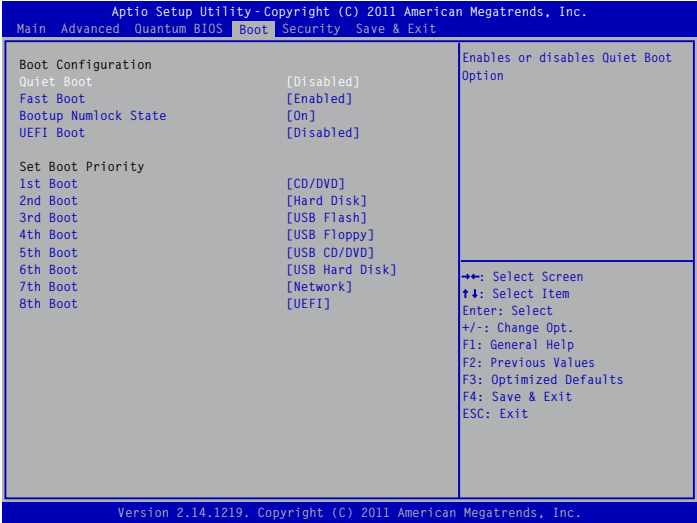 Aptio Setup Utility - Copyright (C) 2011 American Megatrends, Inc.
Main Advanced Quantum BIOS Boot Security Save & Exit
Boot Configuration
Quiet Boot [Disabled]
Fast Boot [Enabled]
Bootup Numlock State [On]
UEFI Boot [Disabled]
Set Boot Priority
1st Boot [CD/DVD]
2nd Boot [Hard Disk]
3rd Boot [USB Flash]
4th Boot [USB Floppy]
5th Boot [USB CD/DVD]
6th Boot [USB Hard Disk]
7th Boot [Network]
8th Boot [UEFI]
Enables or disables Quiet Boot
Option
→←: Select Screen
↑↓: Select Item
Enter: Select
+/-: Change Opt.
F1: General Help
F2: Previous Values
F3: Optimized Defaults
F4: Save & Exit
ESC: Exit
Version 2.14.1219. Copyright (C) 2011 American Megatrends, Inc.